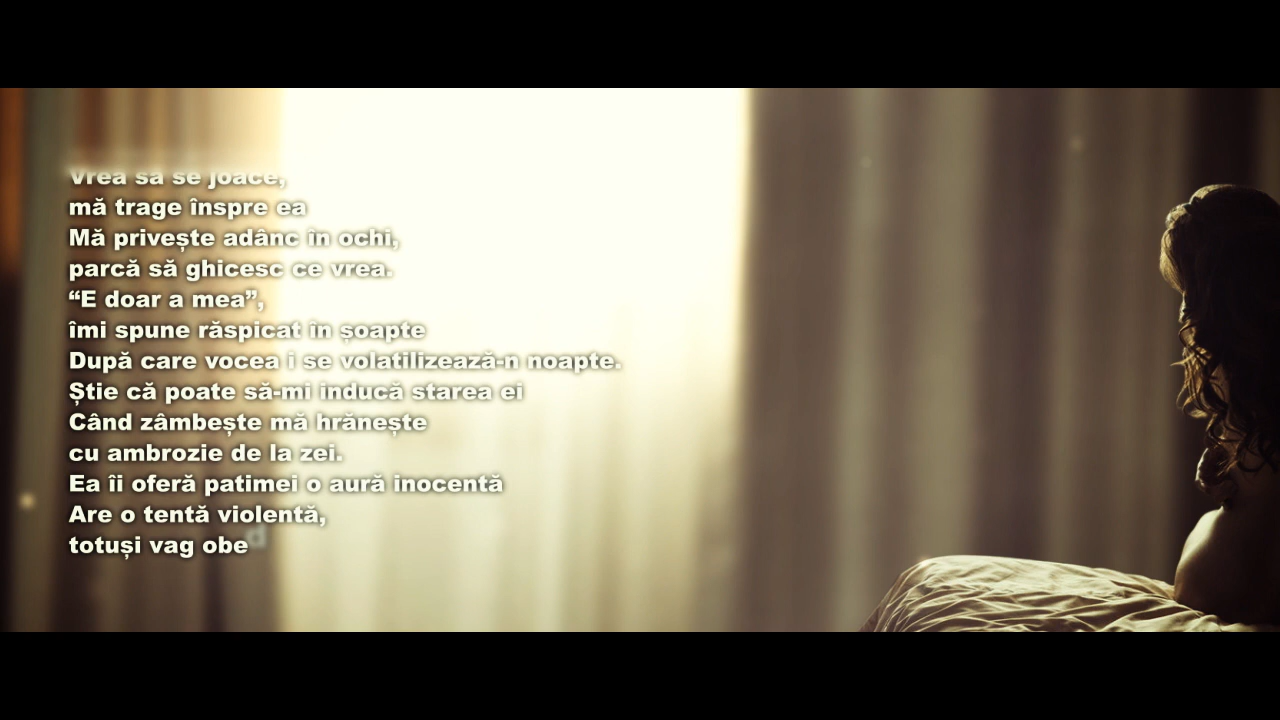 Vrea să se joace,
mă trage înspre ea
Mă privește adânc în ochi,
parcă să ghicesc ce vrea.
“E doar a mea”,
îmi spune răspicat în șoapte
După care vocea i se volatilizează-n noapte.
Știe că poate să-mi inducă starea ei
Când zâmbește mă hrănește
cu ambrozie de la zei.
Ea îi oferă patimei o aură inocentă
Are o tentă violentă,
totuși vag obed